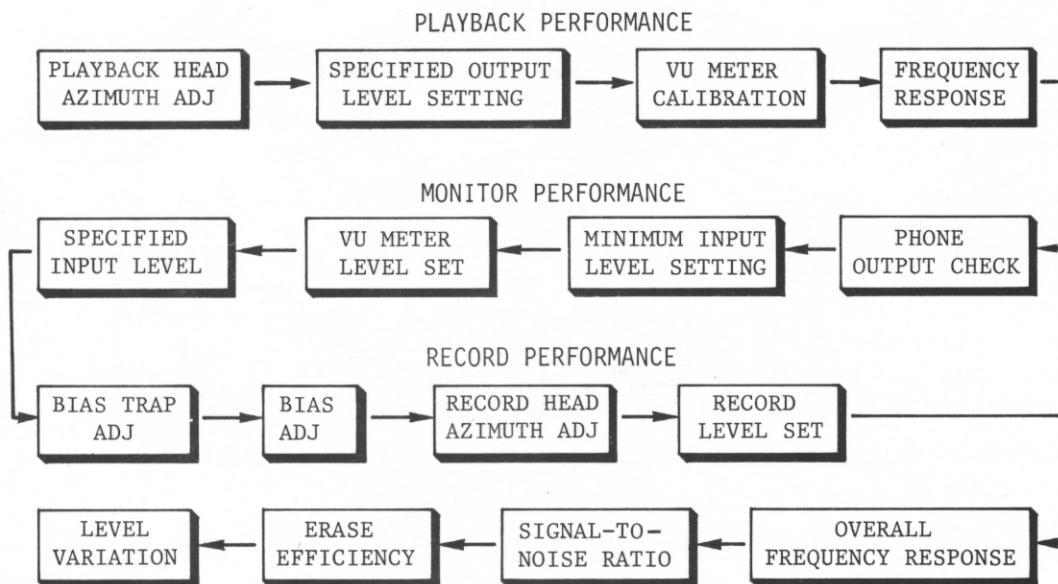 PLAYBACK PERFORMANCE
PLAYBACK HEAD
AZIMUTH ADJ
SPECIFIED OUTPUT
LEVEL SETTING
VU METER
CALIBRATION
FREQUENCY
RESPONSE
MONITOR PERFORMANCE
SPECIFIED
INPUT LEVEL
VU METER
LEVEL SET
MINIMUM INPUT
LEVEL SETTING
PHONE
OUTPUT CHECK
RECORD PERFORMANCE
BIAS TRAP
ADJ
BIAS
ADJ
RECORD HEAD
AZIMUTH ADJ
RECORD
LEVEL SET
LEVEL
VARIATION
ERASE
EFFICIENCY
SIGNAL-TO-
NOISE RATIO
OVERALL
FREQUENCY RESPONSE